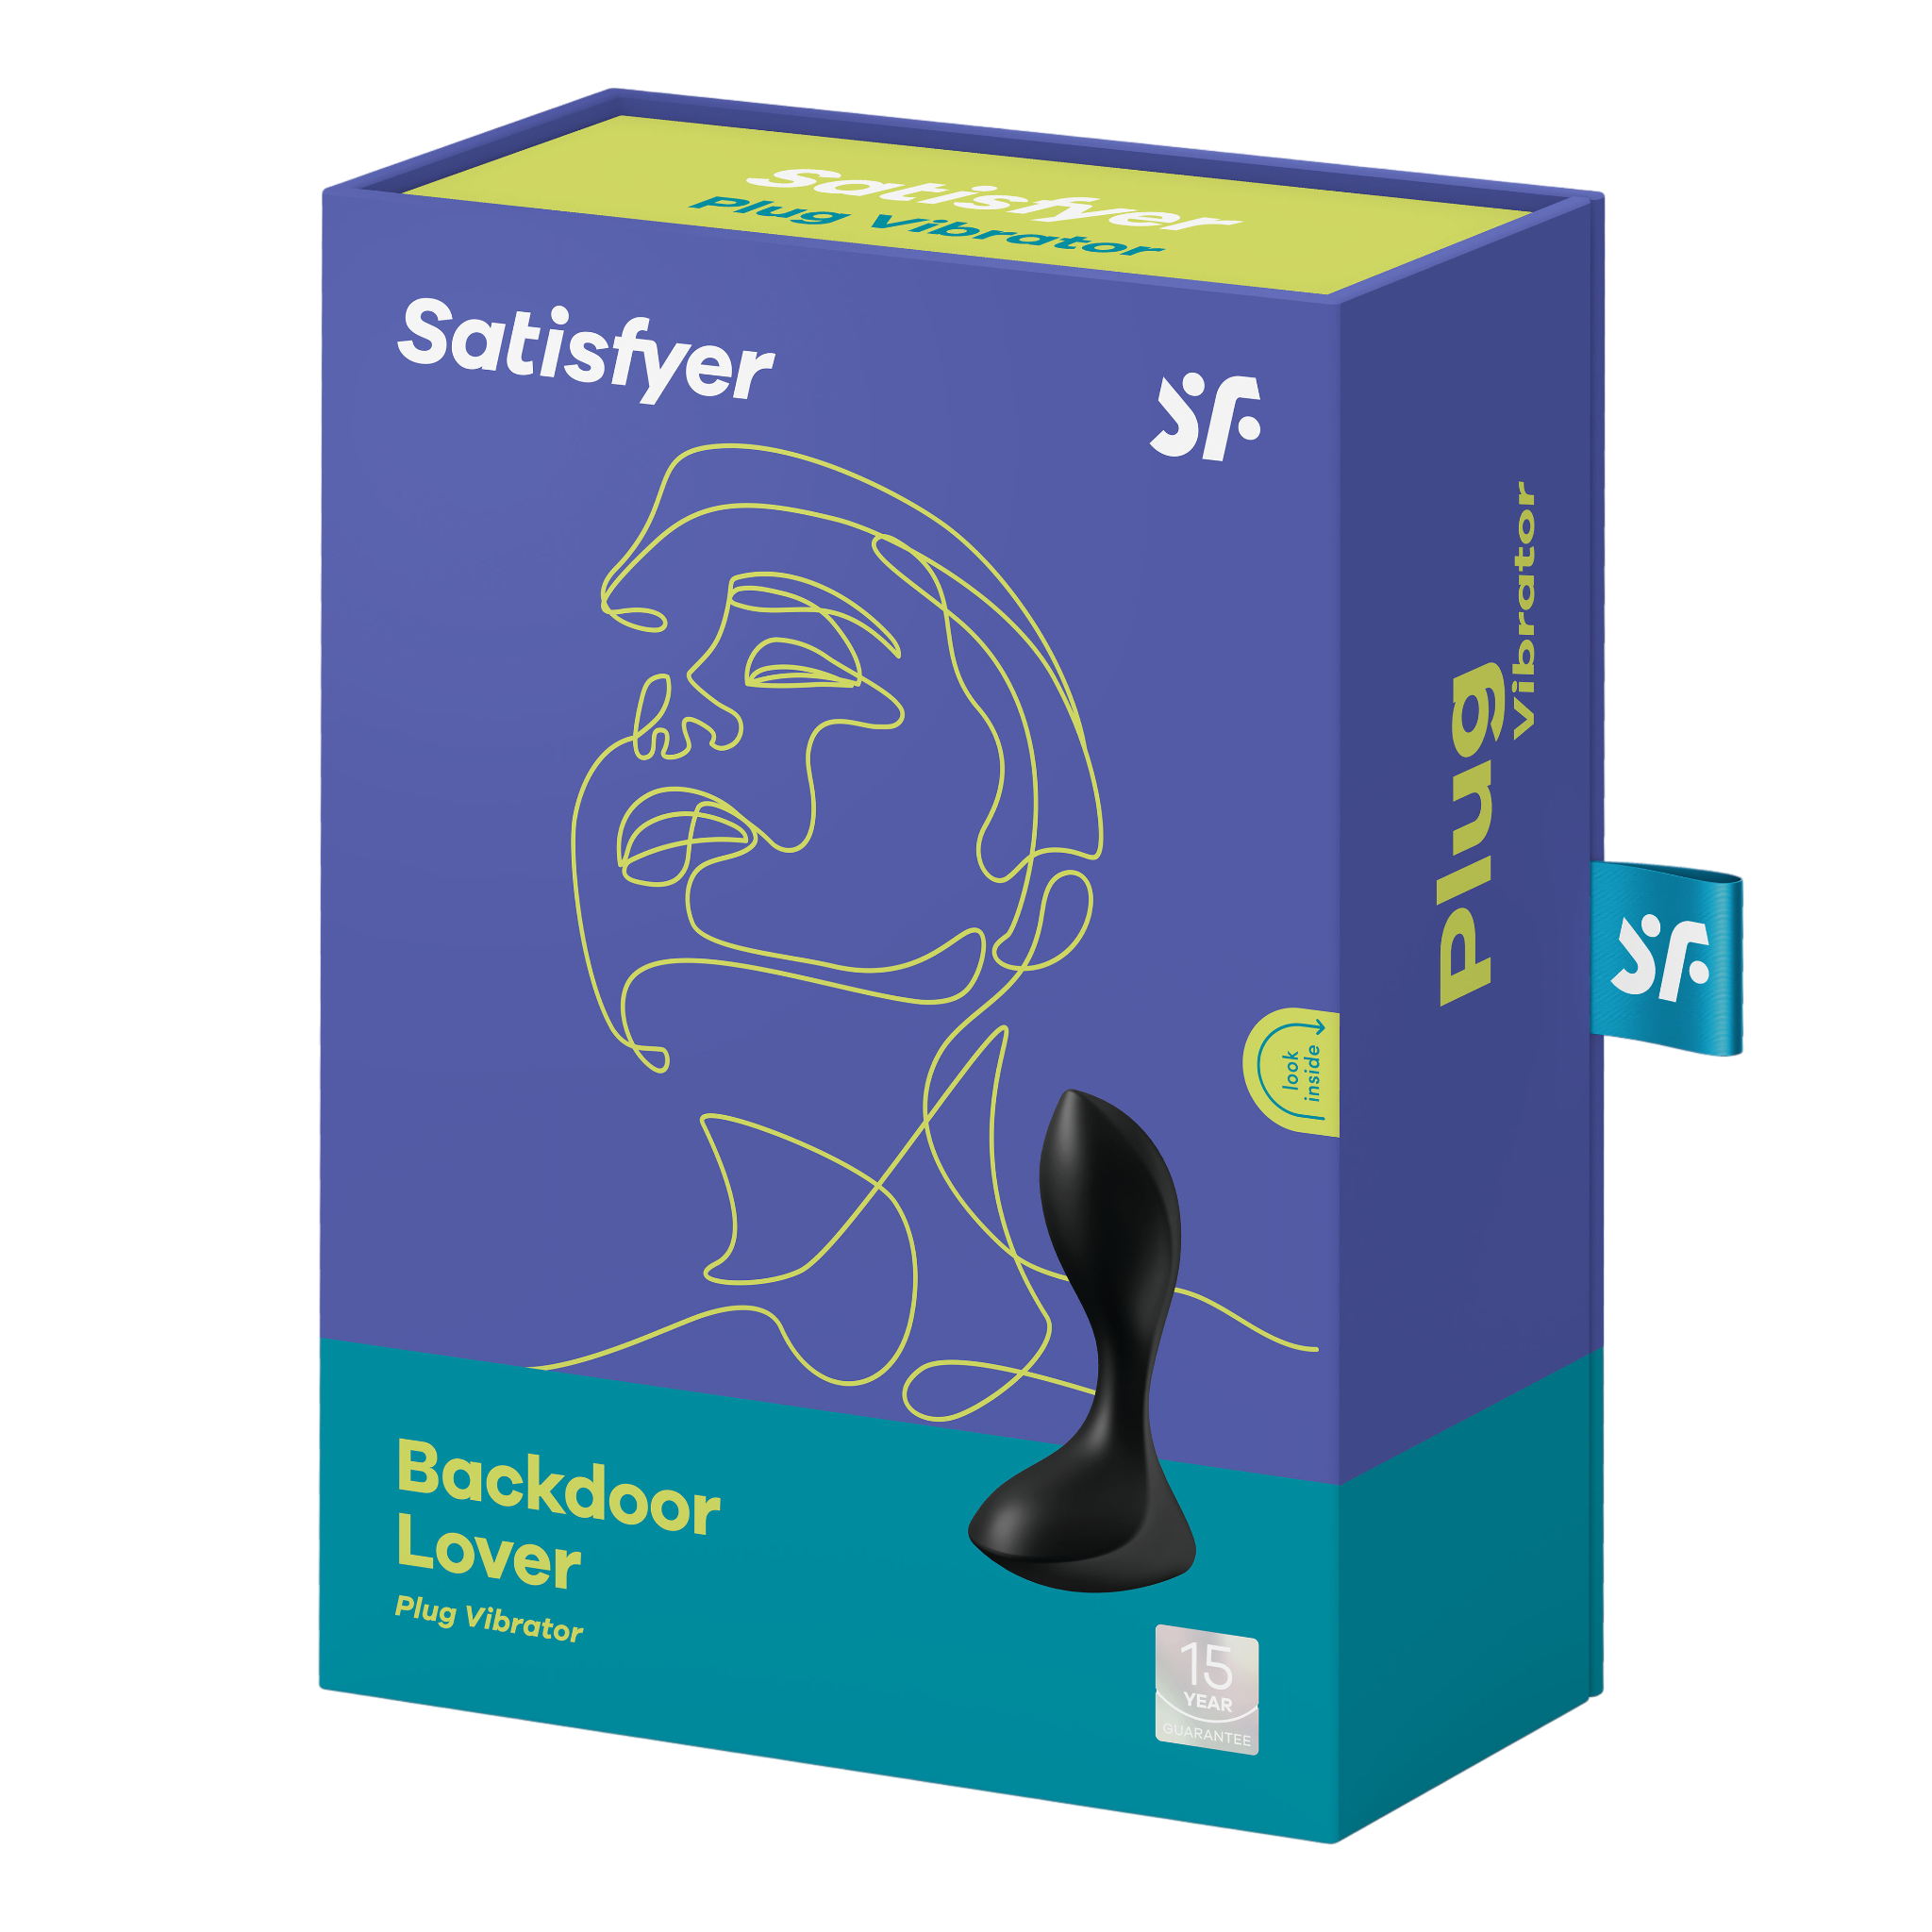 Satisfyer
Plug Vibrator
Satisfyer
SF
look
inside
Plug
Vibrator
SF
Backdoor
Lover
Plug Vibrator
15
YEAR
GUARANTEE